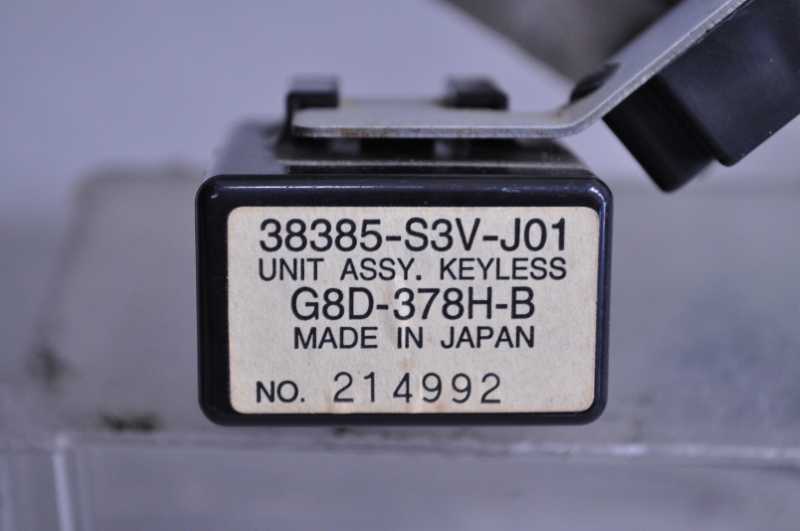 38385-S3V-J01
UNIT ASSY. KEYLESS
G8D-378H-B
MADE IN JAPAN
NO. 214992